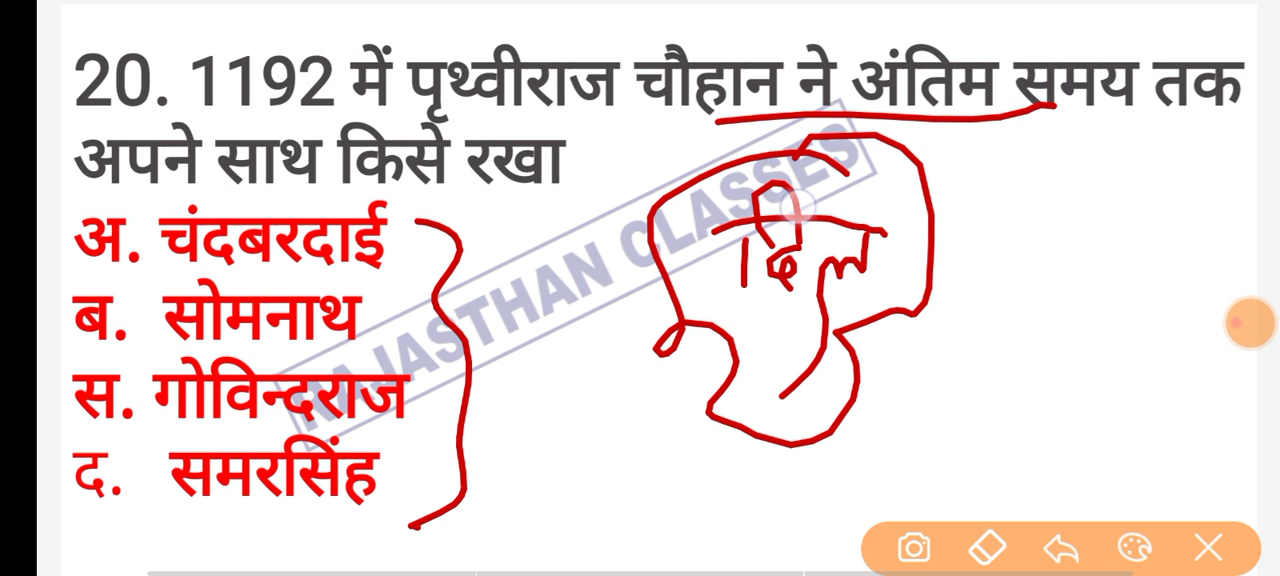 20. 1192 में पृथ्वीराज चौहान ने अंतिम समय तक
अपने साथ किसे रखा
अ. चंदबरदाई
ब. सोमनाथ
स. गोविन्दराज
द. समरसिंह
RAJASTHAN CLASSES